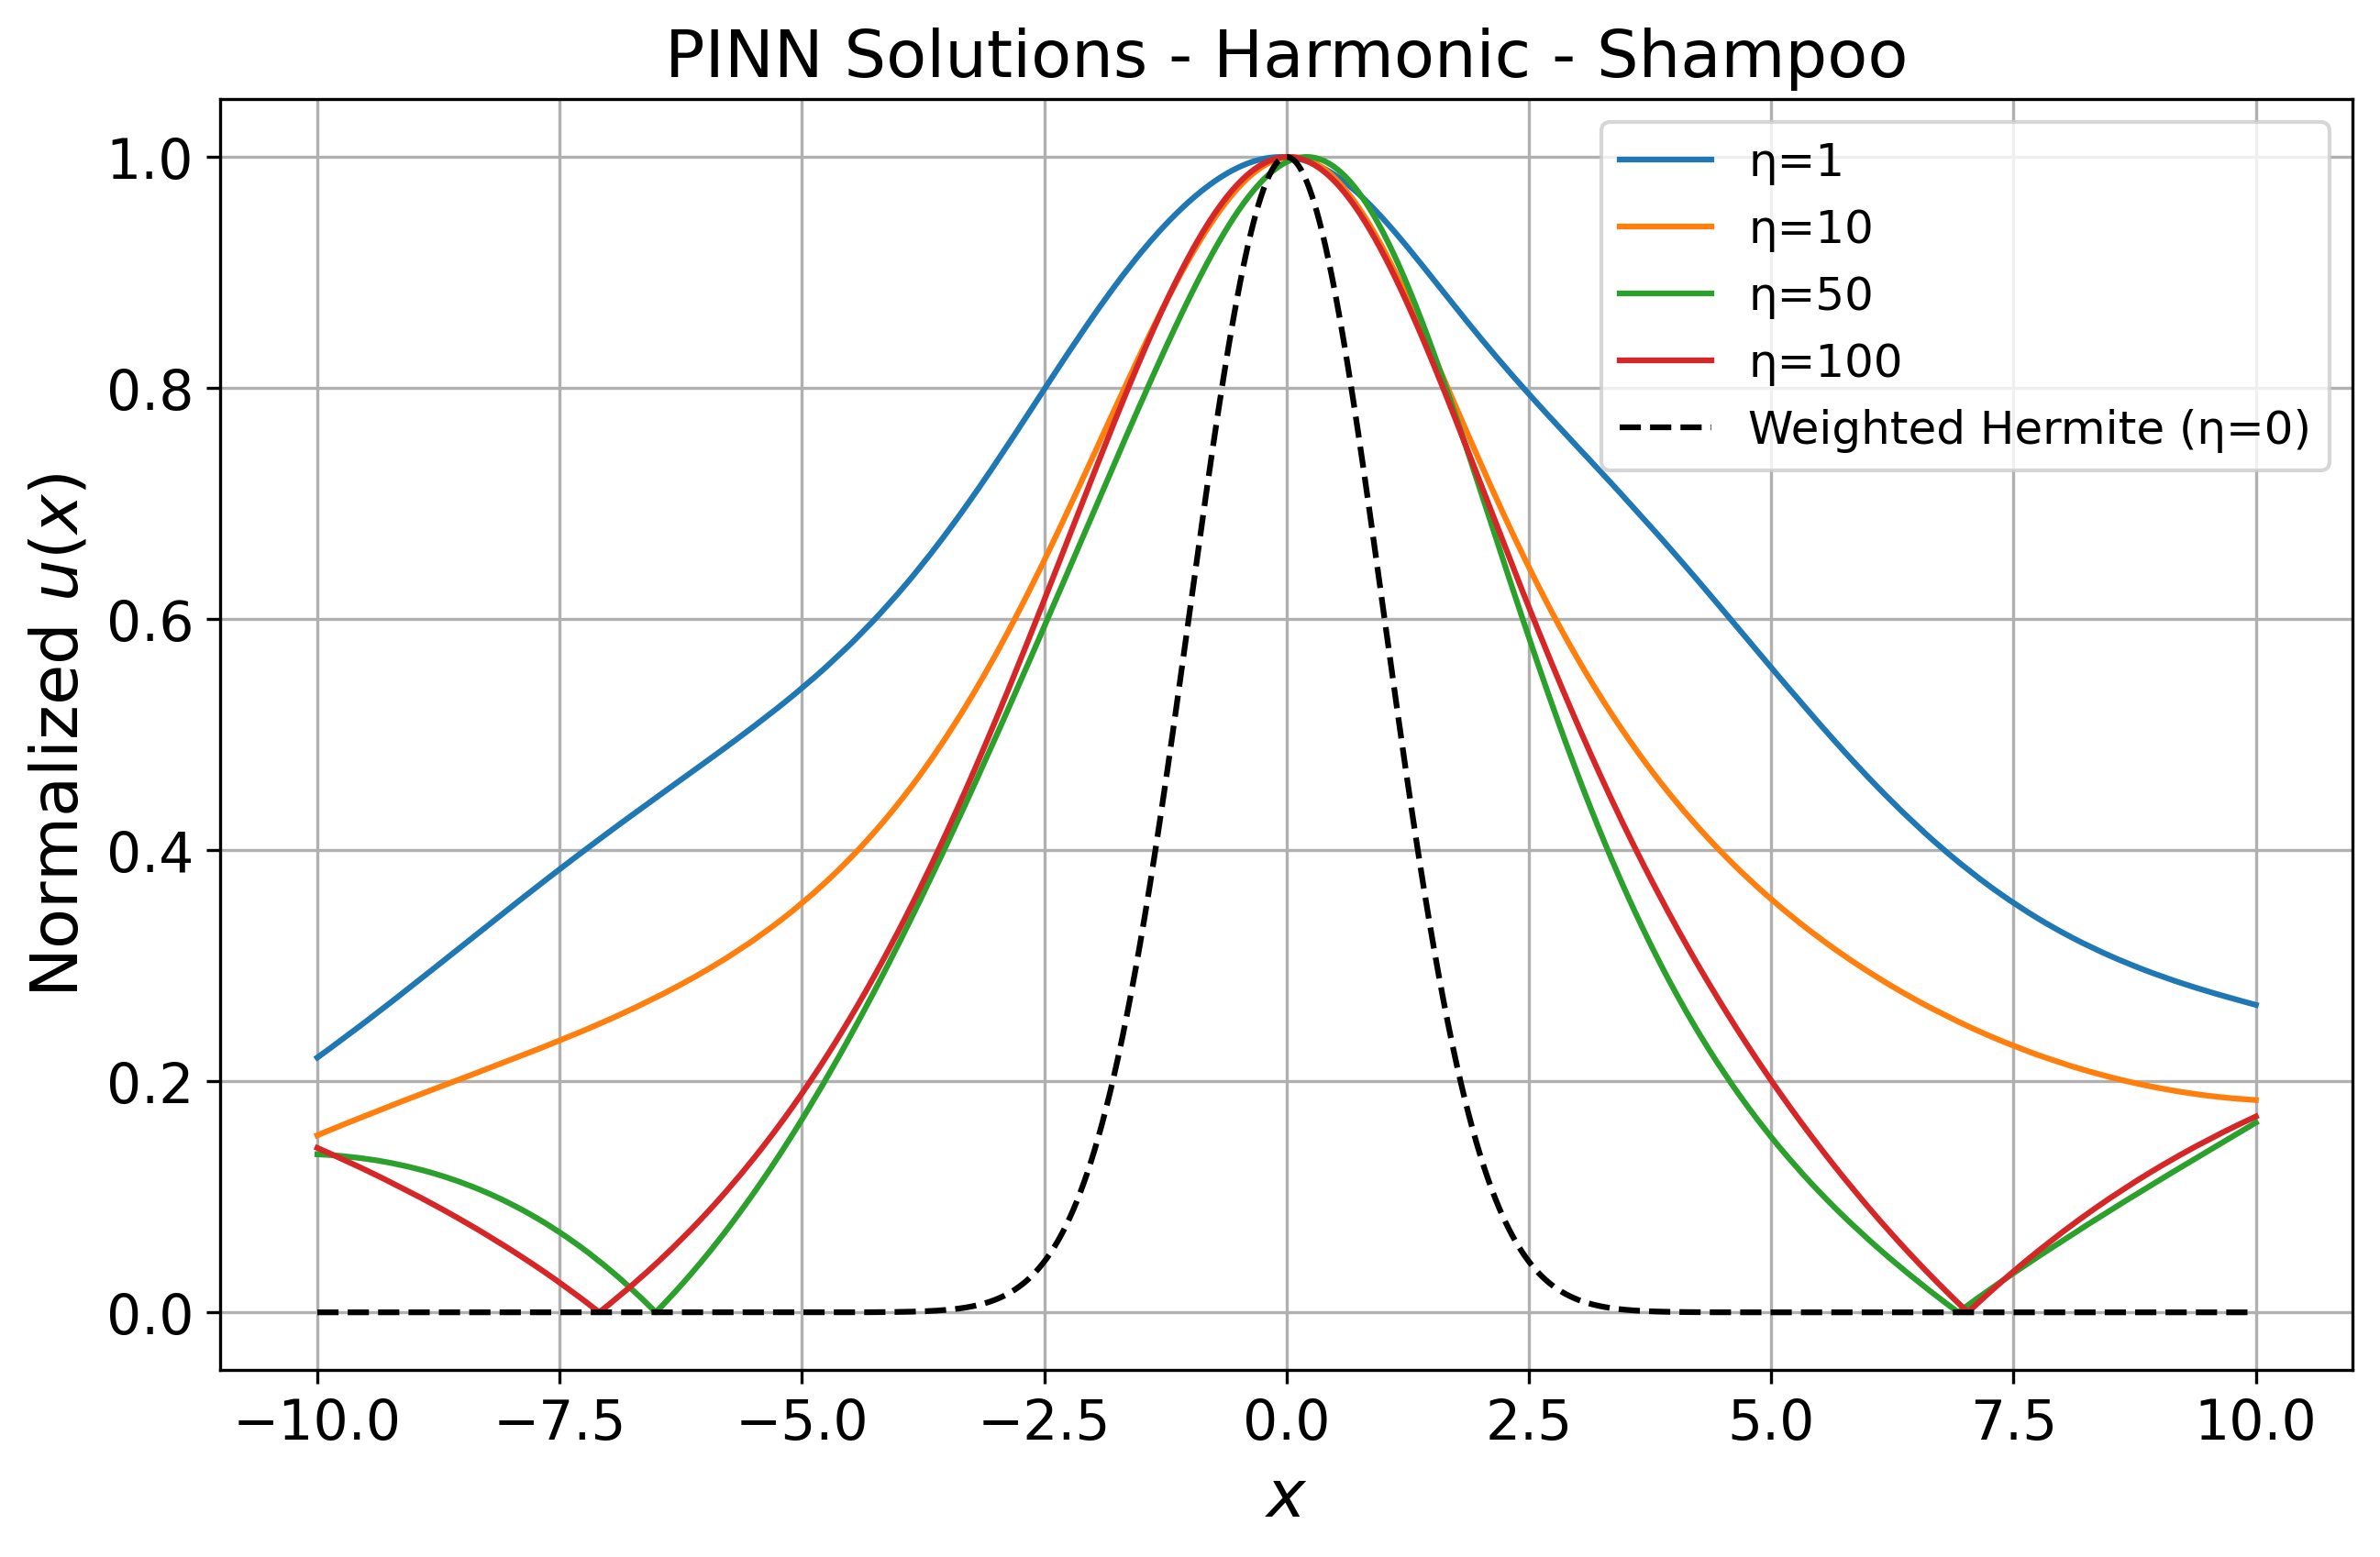 PINN Solutions - Harmonic - Shampoo
Normalized u(x)
1.0
0.8
0.6
0.4
0.2
0.0
η=1
η=10
η=50
η=100
Weighted Hermite (η=0)
−10.0 −7.5 −5.0 −2.5 0.0 2.5 5.0 7.5 10.0
x